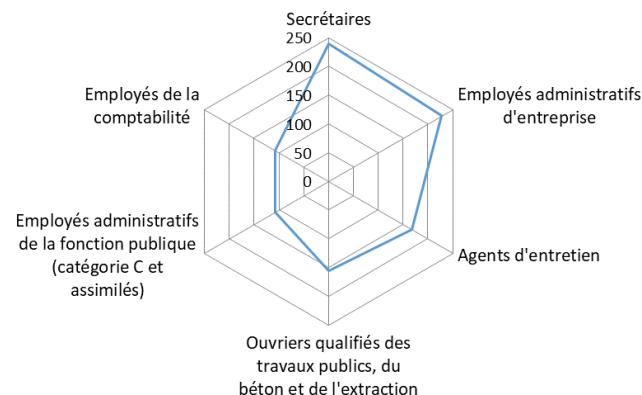 Secrétaires
250
200
150
100
50
0
Employés administratifs
d'entreprise
Agents d'entretien
Ouvriers qualifiés des
travaux publics, du
béton et de l'extraction
Employés administratifs
de la fonction publique
(catégorie C et
assimilés)
Employés de la
comptabilité